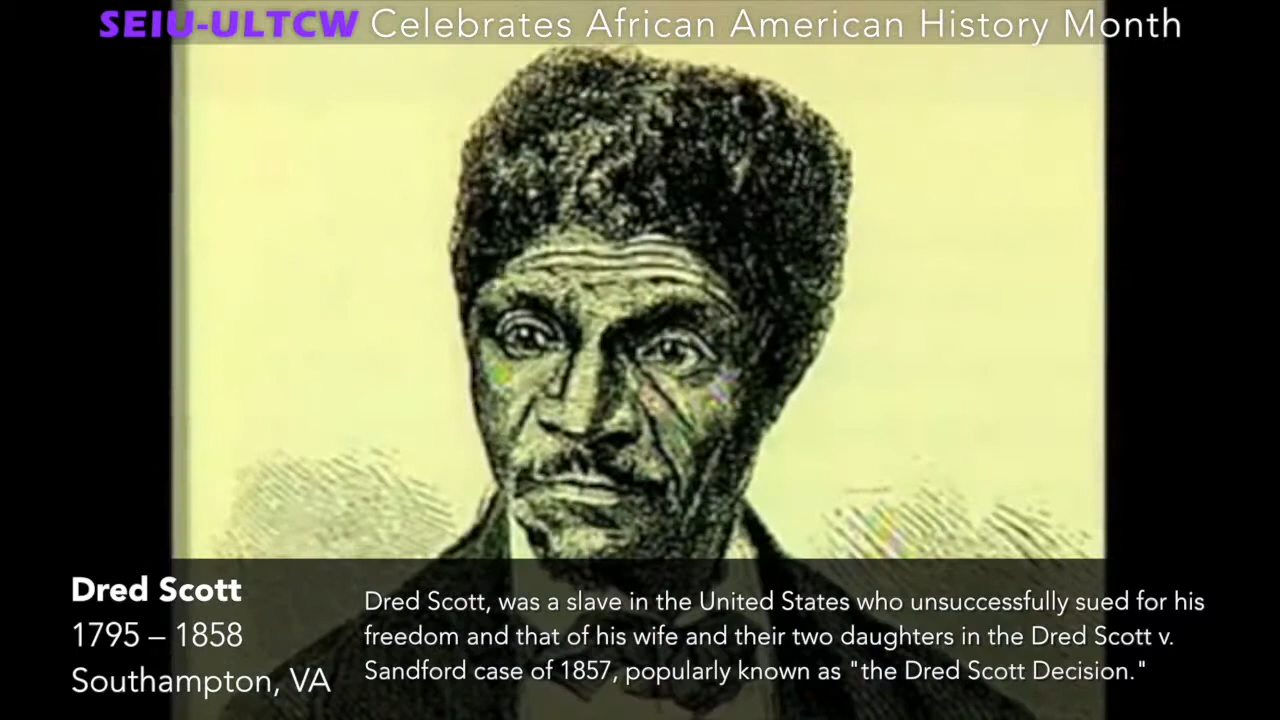 SEIU-ULTCW Celebrates African American History Month
Dred Scott
1795 – 1858
Southampton, VA
Dred Scott, was a slave in the United States who unsuccessfully sued for his
freedom and that of his wife and their two daughters in the Dred Scott v.
Sandford case of 1857, popularly known as "the Dred Scott Decision."